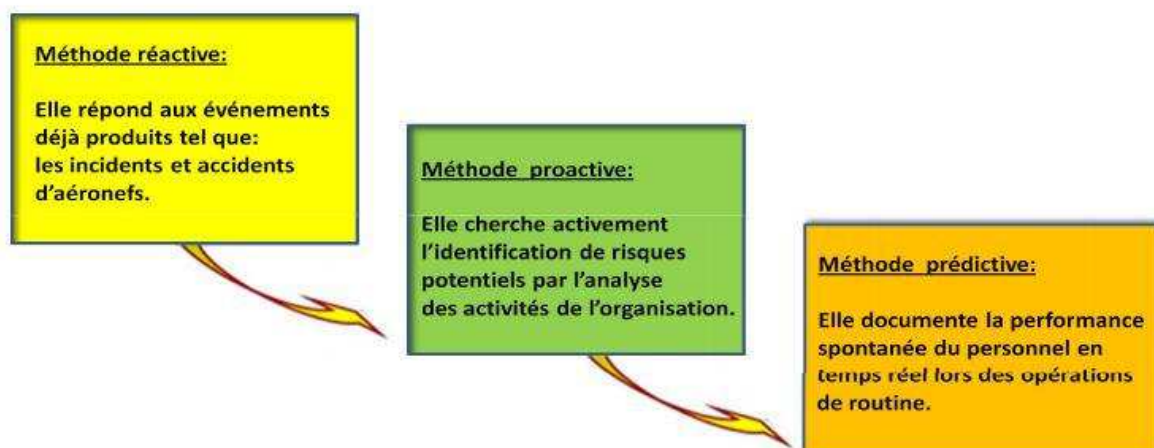 Méthode réactive:
Elle répond aux événements
déjà produits tel que:
les incidents et accidents
d'aéronefs.
Méthode proactive:
Elle cherche activement
l'identification de risques
potentiels par l'analyse
des activités de l'organisation.
Méthode prédictive:
Elle documente la performance
spontanée du personnel en
temps réel lors des opérations
de routine.